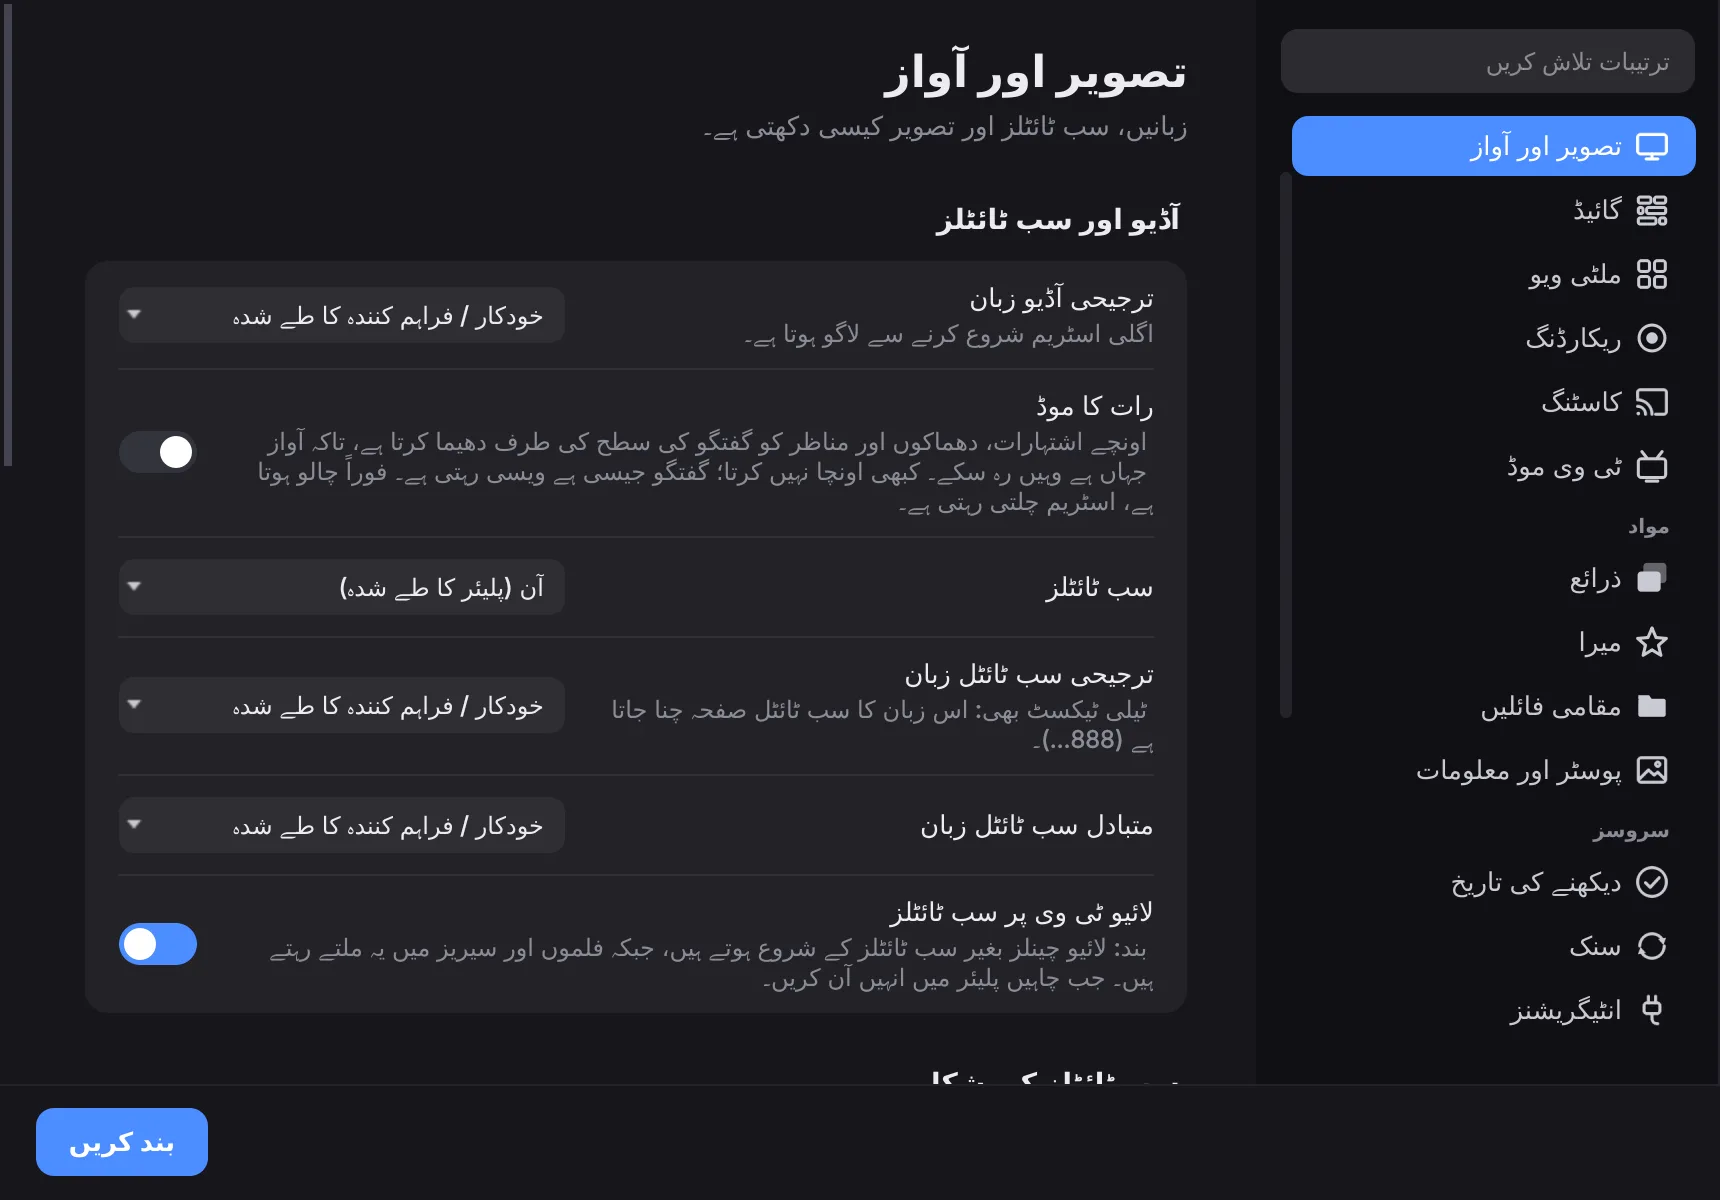 ترتیبات تلاش کریں
تصویر اور آواز
گائیڈ
ملٹی ویو
ریکارڈنگ
کاسٹنگ
ٹی وی موڈ
مواد
ذرائع
میرا
مقامی فائلیں
پوسٹر اور معلومات
سروسز
دیکھنے کی تاریخ
سنک
انٹیگریشنز
تصویر اور آواز
زبانیں، سب ٹائٹلز اور تصویر کیسی دکھتی ہے۔
آڈیو اور سب ٹائٹلز
ترجیحی آڈیو زبان
اگلی اسٹریم شروع کرنے سے لاگو ہوتا ہے۔
خودکار / فراہم کنندہ کا طے شدہ
رات کا موڈ
اونچے اشتہارات، دھماکوں اور مناظر کو گفتگو کی سطح کی طرف دھیما کرتا ہے، تاکہ آواز
جہاں ہے وہیں رہ سکے۔ کبھی اونچا نہیں کرتا؛ گفتگو جیسی ہے ویسی رہتی ہے۔ فوراً چالو ہوتا
ہے، اسٹریم چلتی رہتی ہے۔
سب ٹائٹلز
آن (پلیئر کا طے شدہ)
ترجیحی سب ٹائٹل زبان
ٹیلی ٹیکسٹ بھی: اس زبان کا سب ٹائٹل صفحہ چنا جاتا
ہے (888…)۔
خودکار / فراہم کنندہ کا طے شدہ
متبادل سب ٹائٹل زبان
خودکار / فراہم کنندہ کا طے شدہ
لائیو ٹی وی پر سب ٹائٹلز
بند: لائیو چینلز بغیر سب ٹائٹلز کے شروع ہوتے ہیں، جبکہ فلموں اور سیریز میں یہ ملتے رہتے
ہیں۔ جب چاہیں پلیئر میں انہیں آن کریں۔
بند کریں